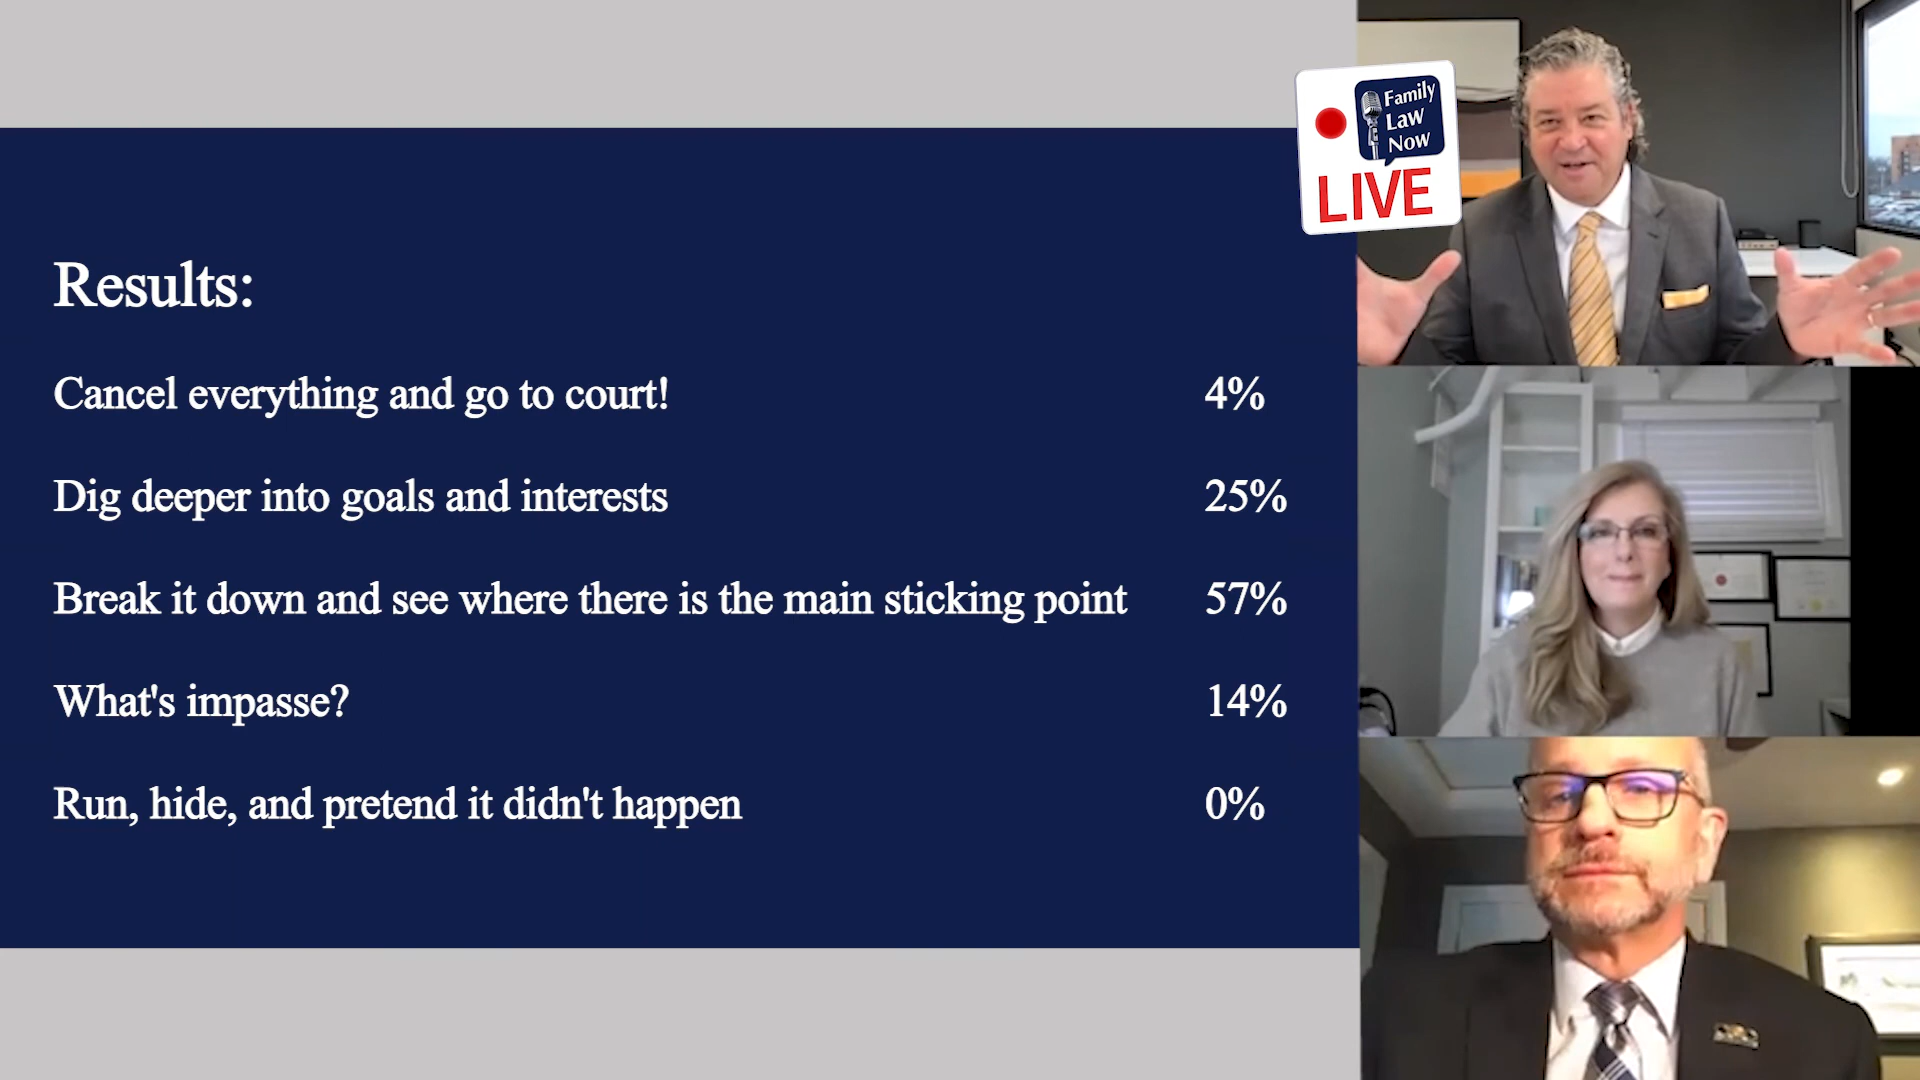 Results:
Cancel everything and go to court! 4%
Dig deeper into goals and interests 25%
Break it down and see where there is the main sticking point 57%
What's impasse? 14%
Run, hide, and pretend it didn't happen 0%
Family
Law
Now
LIVE